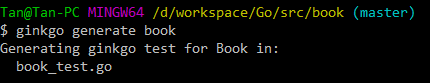 Tan@Tan-PC MINGW64 /d/workspace/Go/src/book (master)
$ ginkgo generate book
Generating ginkgo test for Book in:
  book_test.go